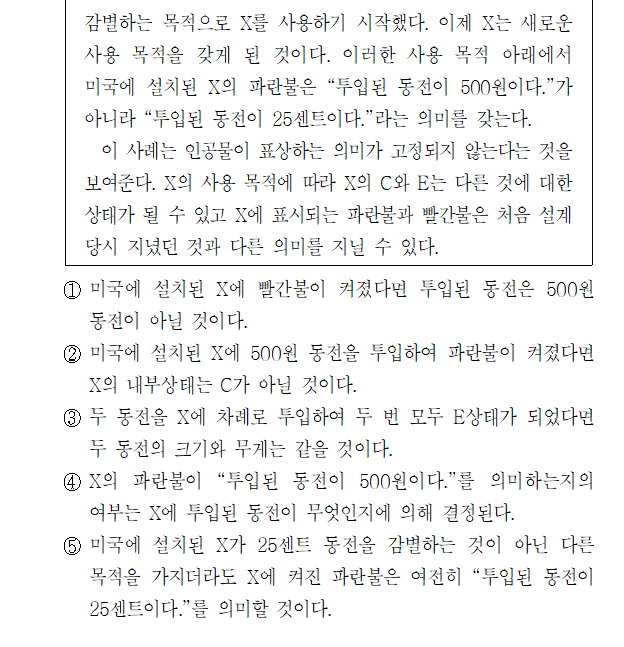 감별하는 목적으로 X를 사용하기 시작했다. 이제 X는 새로운
사용 목적을 갖게 된 것이다. 이러한 사용 목적 아래에서
미국에 설치된 X의 파란불은 “투입된 동전이 500원이다.”가
아니라 “투입된 동전이 25센트이다.”라는 의미를 갖는다.
이 사례는 인공물이 표상하는 의미가 고정되지 않는다는 것을
보여준다. X의 사용 목적에 따라 X의 C와 E는 다른 것에 대한
상태가 될 수 있고 X에 표시되는 파란불과 빨간불은 처음 설계
당시 지녔던 것과 다른 의미를 지닐 수 있다.
① 미국에 설치된 X에 빨간불이 켜졌다면 투입된 동전은 500원
동전이 아닐 것이다.
② 미국에 설치된 X에 500원 동전을 투입하여 파란불이 켜졌다면
X의 내부상태는 C가 아닐 것이다.
③ 두 동전을 X에 차례로 투입하여 두 번 모두 E상태가 되었다면
두 동전의 크기와 무게는 같을 것이다.
④ X의 파란불이 “투입된 동전이 500원이다.”를 의미하는지의
여부는 X에 투입된 동전이 무엇인지에 의해 결정된다.
⑤ 미국에 설치된 X가 25센트 동전을 감별하는 것이 아닌 다른
목적을 가지더라도 X에 켜진 파란불은 여전히 “투입된 동전이
25센트이다.”를 의미할 것이다.